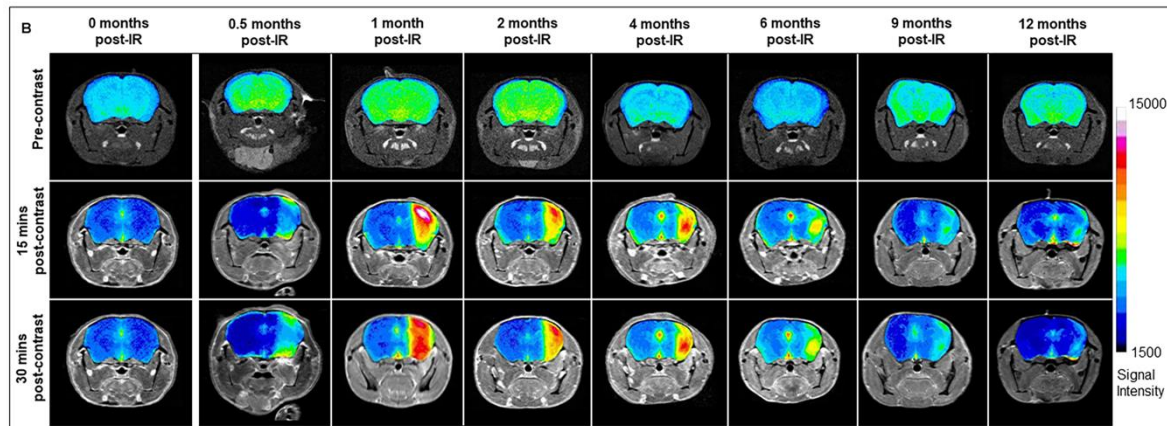 B
0 months
post-IR
0.5 months
post-IR
1 month
post-IR
2 months
post-IR
4 months
post-IR
6 months
post-IR
9 months
post-IR
12 months
post-IR
Pre-contrast
15 mins
post-contrast
30 mins
post-contrast
15000
1500
Signal
Intensity